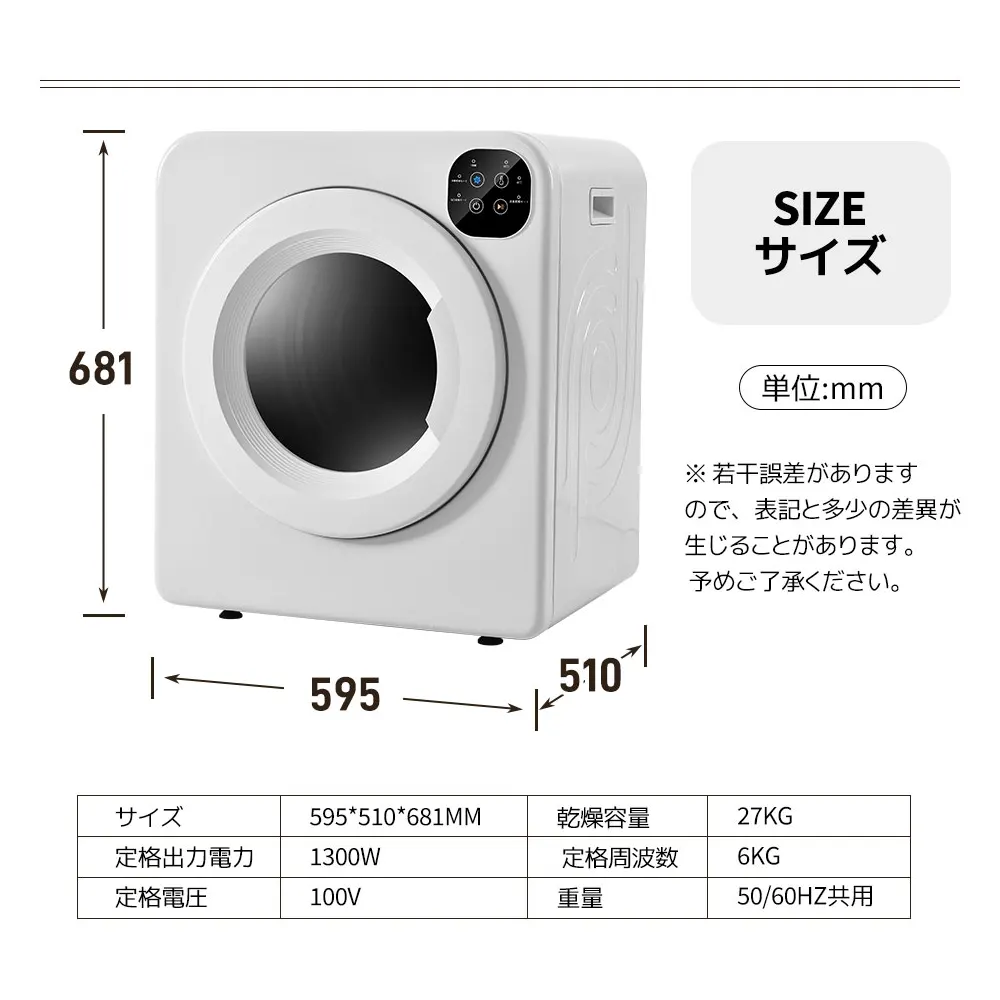 SIZE
サイズ
681
単位:mm
※ 若干誤差があります
ので、表記と多少の差異が
生じることがあります。
予めご了承ください。
595
510
サイズ 595*510*681MM 乾燥容量 27KG
定格出力電力 1300W 定格周波数 6KG
定格電圧 100V 重量 50/60HZ共用